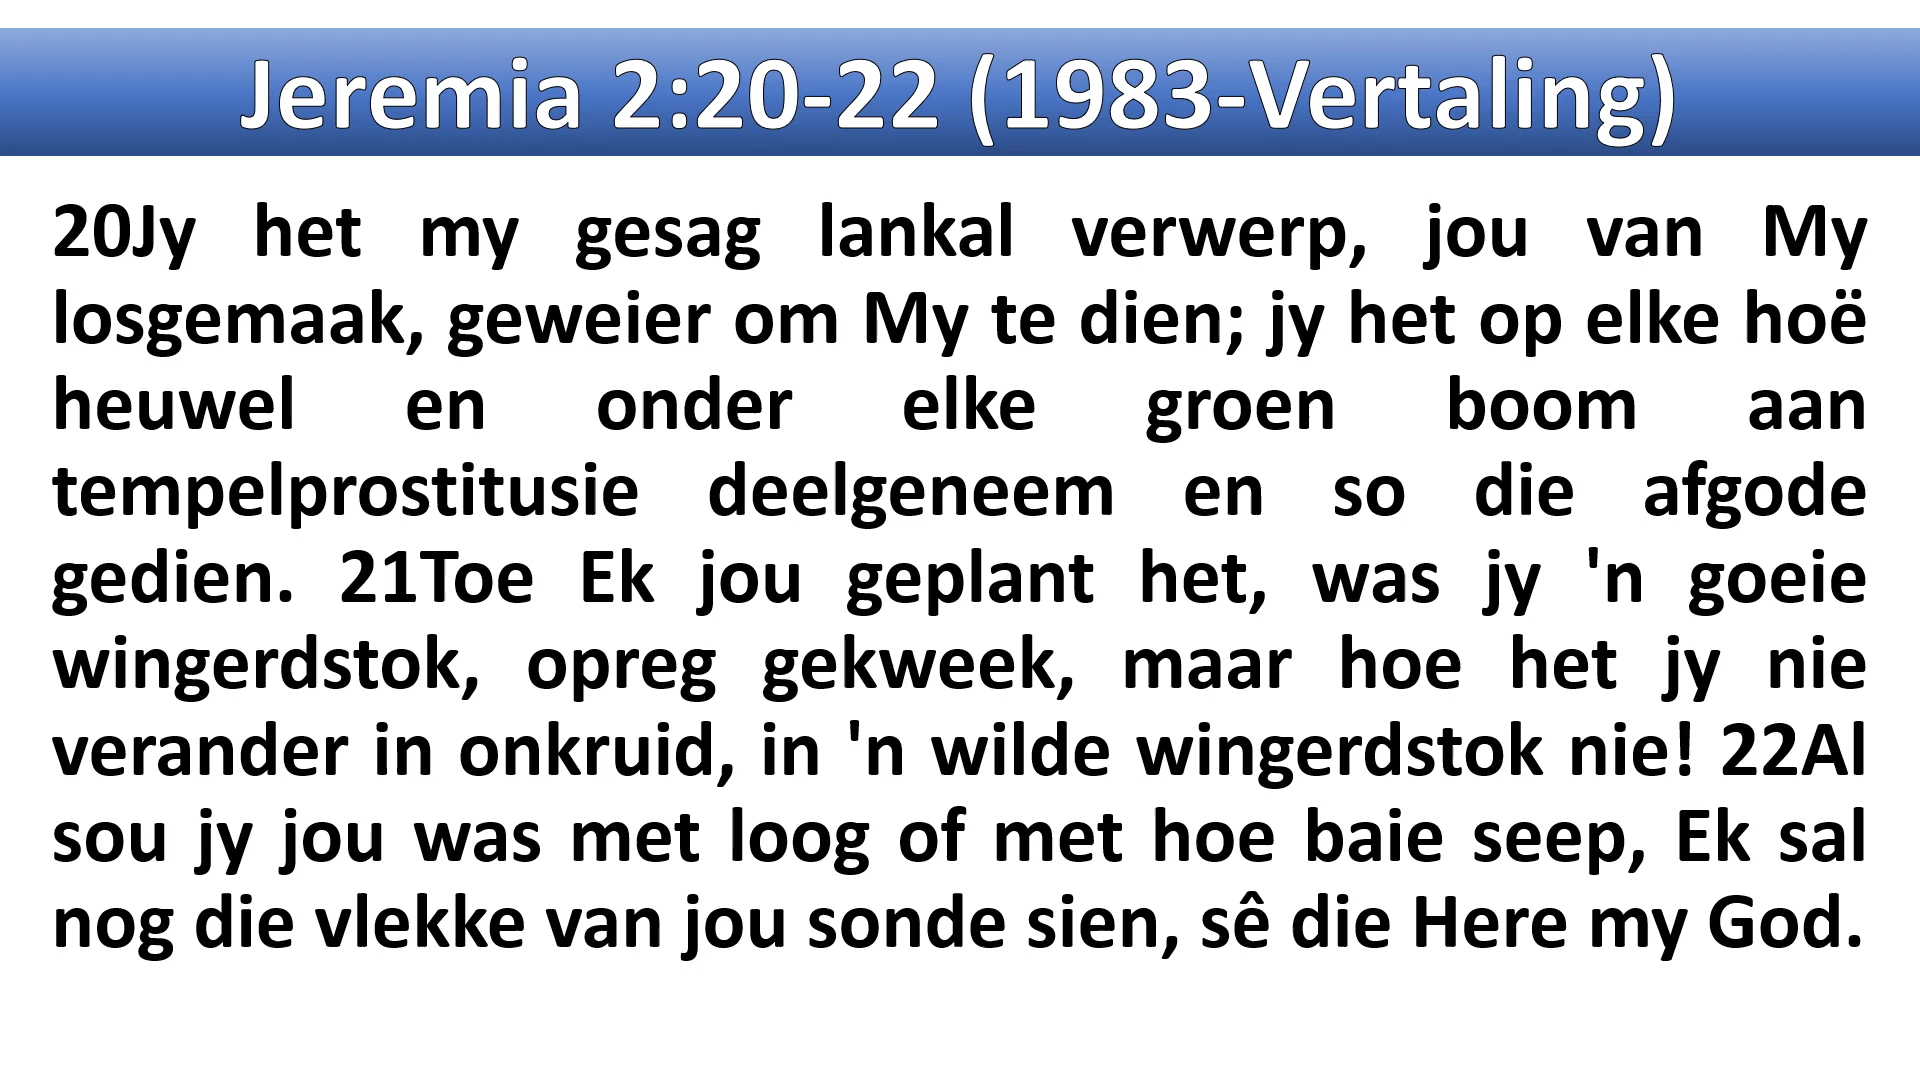 Jeremia 2:20-22 (1983-Vertaling)
20Jy het my gesag lankal verwerp, jou van My
losgemaak, geweier om My te dien; jy het op elke hoë
heuwel en onder elke groen boom aan
tempelprostitusie deelgeneem en so die afgode
gedien. 21Toe Ek jou geplant het, was jy 'n goeie
wingerdstok, opreg gekweek, maar hoe het jy nie
verander in onkruid, in 'n wilde wingerdstok nie! 22Al
sou jy jou was met loog of met hoe baie seep, Ek sal
nog die vlekke van jou sonde sien, sê die Here my God.